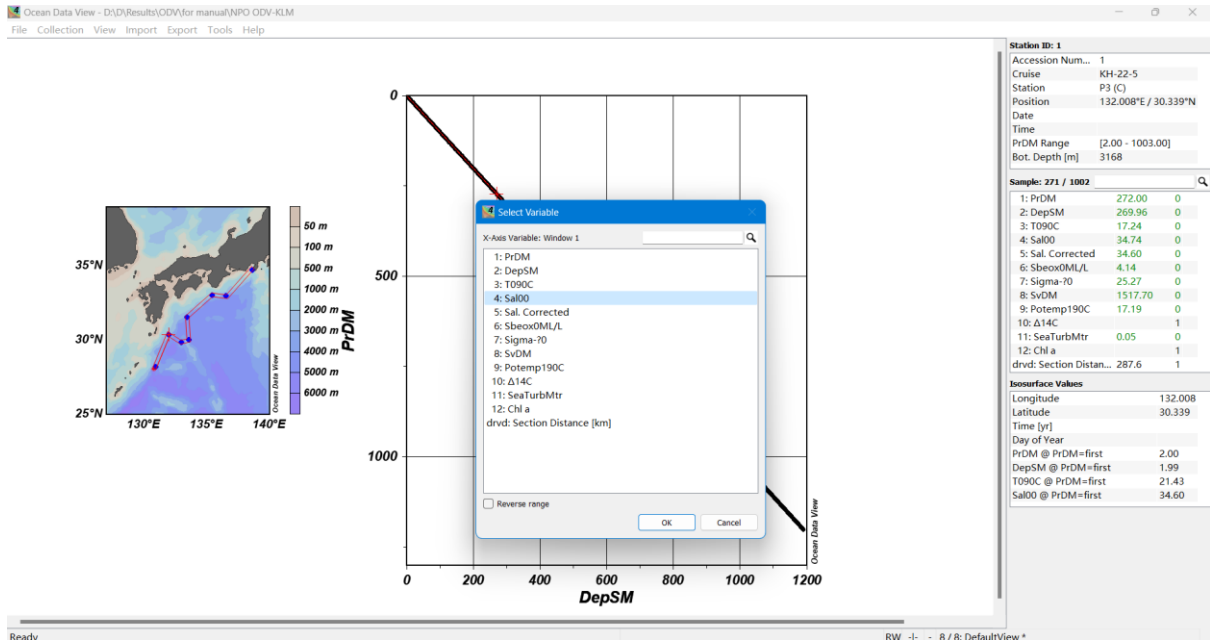 Ocean Data View - D:\D\Results\ODV\for manual\NPO ODV-KLM
File Collection View Import Export Tools Help
0
500
1000
PrDM
0 200 400 600 800 1000 1200
DepSM
Ocean Data View
35°N
30°N
25°N
130°E 135°E 140°E
50 m
100 m
500 m
1000 m
2000 m
3000 m
4000 m
5000 m
6000 m
Ocean Data View
Select Variable
X-Axis Variable: Window 1
1: PrDM
2: DepSM
3: T090C
4: Sal00
5: Sal. Corrected
6: Sbeox0ML/L
7: Sigma-?0
8: SvDM
9: Potemp190C
10: Δ14C
11: SeaTurbMtr
12: Chl a
drvd: Section Distance [km]
Reverse range
OK Cancel
Station ID: 1
Accession Num... 1
Cruise KH-22-5
Station P3 (C)
Position 132.008°E / 30.339°N
Date
Time
PrDM Range [2.00 - 1003.00]
Bot. Depth [m] 3168
Sample: 271 / 1002
1: PrDM 272.00 0
2: DepSM 269.96 0
3: T090C 17.24 0
4: Sal00 34.74 0
5: Sal. Corrected 34.60 0
6: Sbeox0ML/L 4.14 0
7: Sigma-?0 25.27 0
8: SvDM 1517.70 0
9: Potemp190C 17.19 0
10: Δ14C 1
11: SeaTurbMtr 0.05 0
12: Chl a 1
drvd: Section Distan... 287.6 1
Isosurface Values
Longitude 132.008
Latitude 30.339
Time [yr]
Day of Year
PrDM @ PrDM=first 2.00
DepSM @ PrDM=first 1.99
T090C @ PrDM=first 21.43
Sal00 @ PrDM=first 34.60
Ready
RW -|- - 8 / 8: DefaultView *